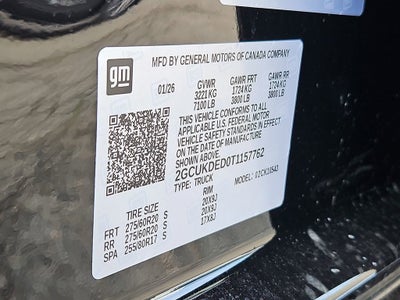 gm
MFD BY GENERAL MOTORS OF CANADA COMPANY
01/26 GVWR GAWR FRT GAWR RR
3221 KG 1724 KG 1724 KG
7100 LB 3800 LB 3800 LB
THIS VEHICLE CONFORMS TO ALL
APPLICABLE U.S. FEDERAL MOTOR
VEHICLE SAFETY STANDARDS IN EFFECT
ON THE DATE OF MANUFACTURE
SHOWN ABOVE.
2GCUKDED0T1157762
TYPE: TRUCK MODEL:
TIRE SIZE RIM
FRT 275/60R20 S 20X9J
RR 275/60R20 S 20X9J
SPA 255/80R17 S 17X8J